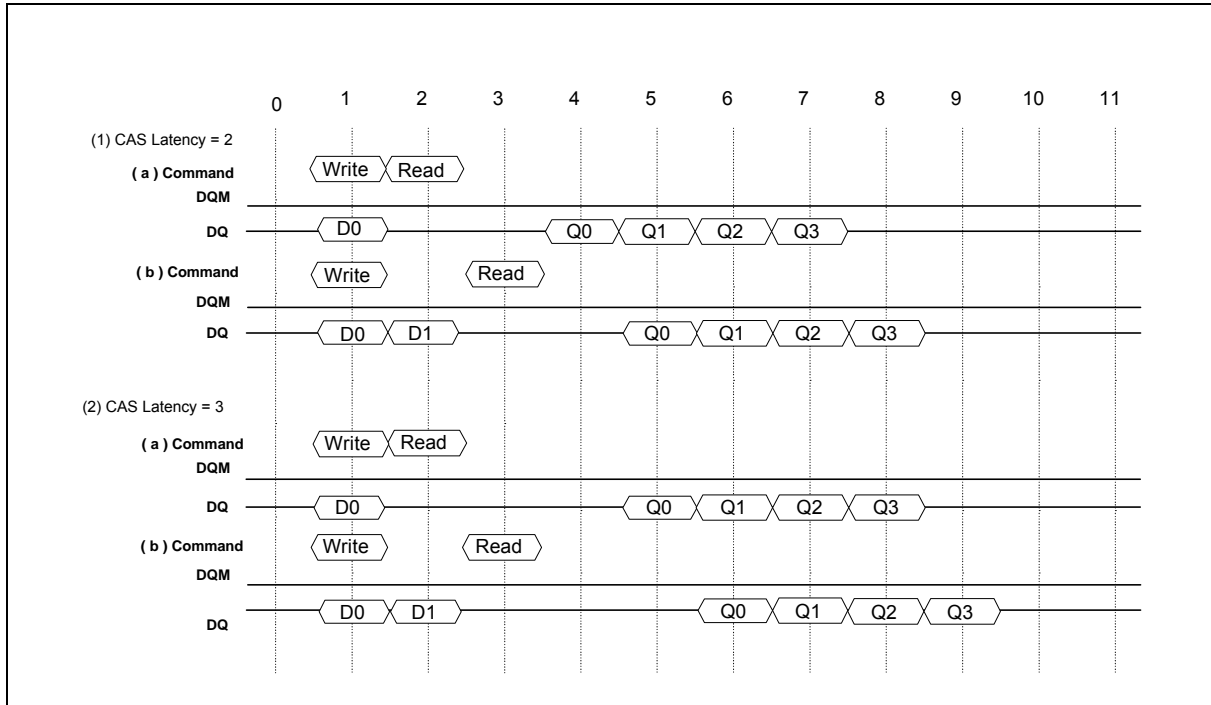 0 1 2 3 4 5 6 7 8 9 10 11
(1) CAS Latency = 2
( a ) Command Write Read
DQM
DQ D0 Q0 Q1 Q2 Q3
( b ) Command Write Read
DQM
DQ D0 D1 Q0 Q1 Q2 Q3
(2) CAS Latency = 3
( a ) Command Write Read
DQM
DQ D0 Q0 Q1 Q2 Q3
( b ) Command Write Read
DQM
DQ D0 D1 Q0 Q1 Q2 Q3